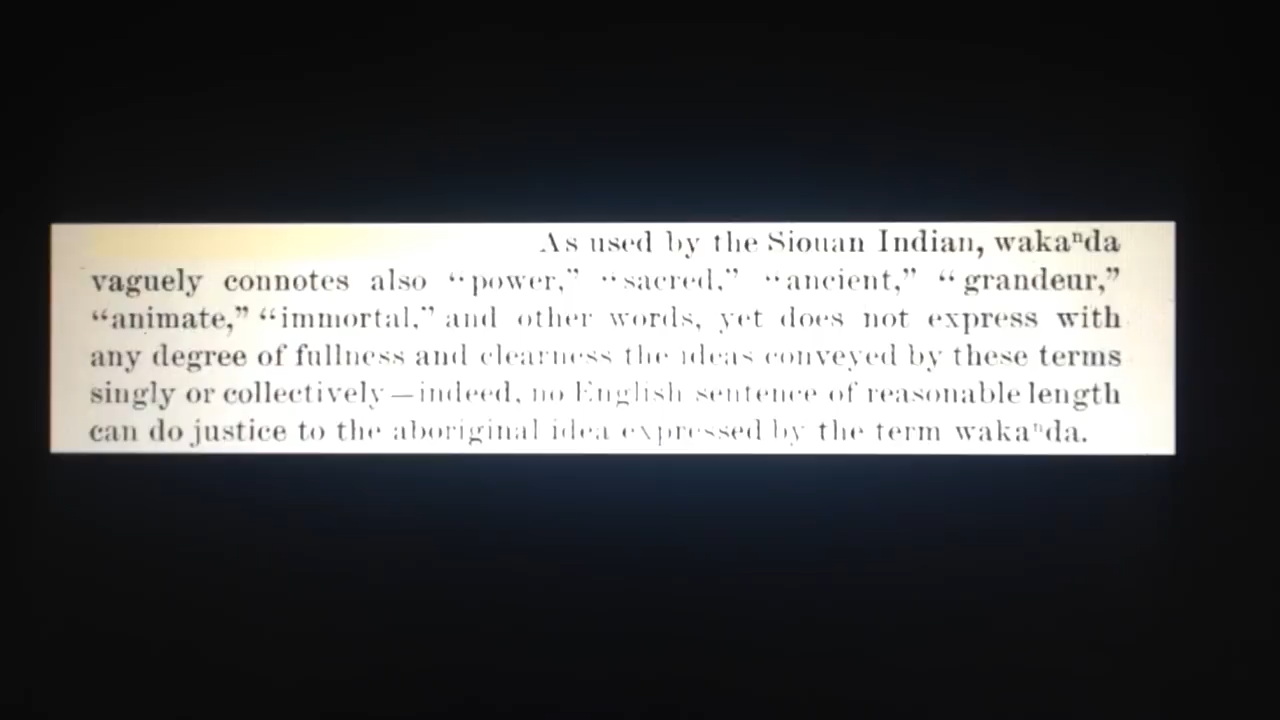 As used by the Siouan Indian, wakaⁿda
vaguely connotes also “power,” “sacred,” “ancient,” “grandeur,”
“animate,” “immortal,” and other words, yet does not express with
any degree of fullness and clearness the ideas conveyed by these terms
singly or collectively—indeed, no English sentence of reasonable length
can do justice to the aboriginal idea expressed by the term wakaⁿda.